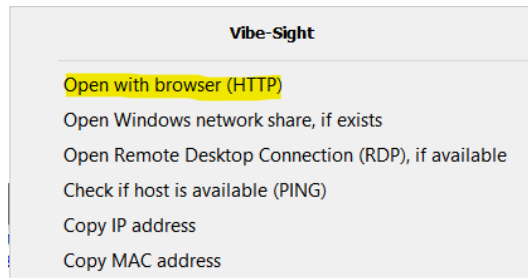 Vibe-Sight
Open with browser (HTTP)
Open Windows network share, if exists
Open Remote Desktop Connection (RDP), if available
Check if host is available (PING)
Copy IP address
Copy MAC address